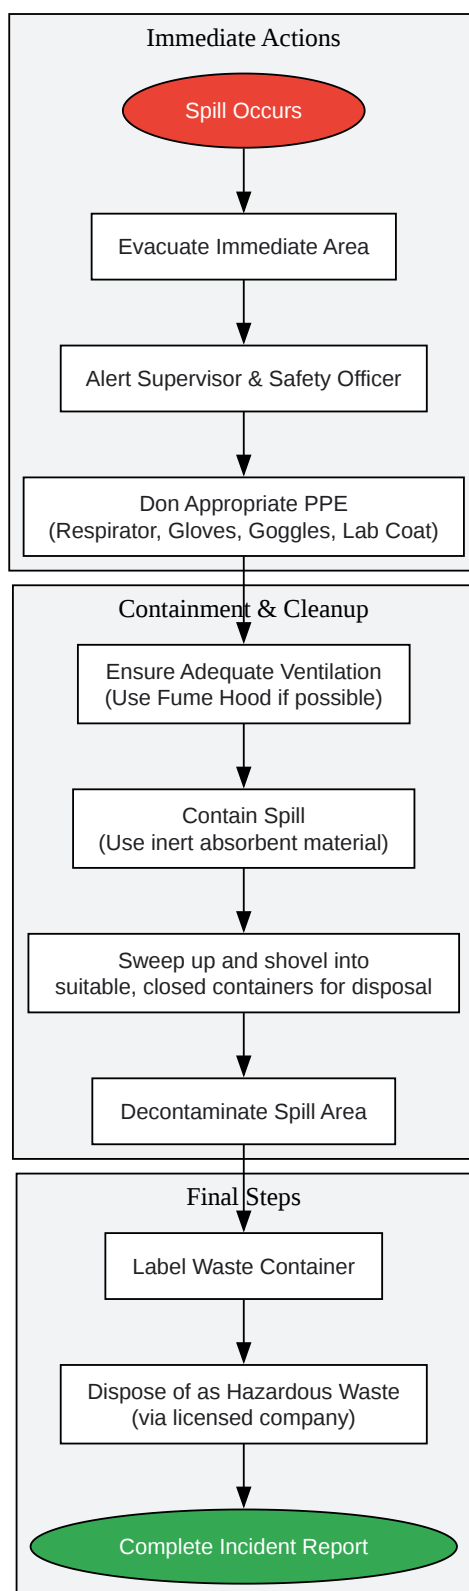 Immediate Actions
Spill Occurs
Evacuate Immediate Area
Alert Supervisor & Safety Officer
Don Appropriate PPE
(Respirator, Gloves, Goggles, Lab Coat)
Containment & Cleanup
Ensure Adequate Ventilation
(Use Fume Hood if possible)
Contain Spill
(Use inert absorbent material)
Sweep up and shovel into
suitable, closed containers for disposal
Decontaminate Spill Area
Final Steps
Label Waste Container
Dispose of as Hazardous Waste
(via licensed company)
Complete Incident Report